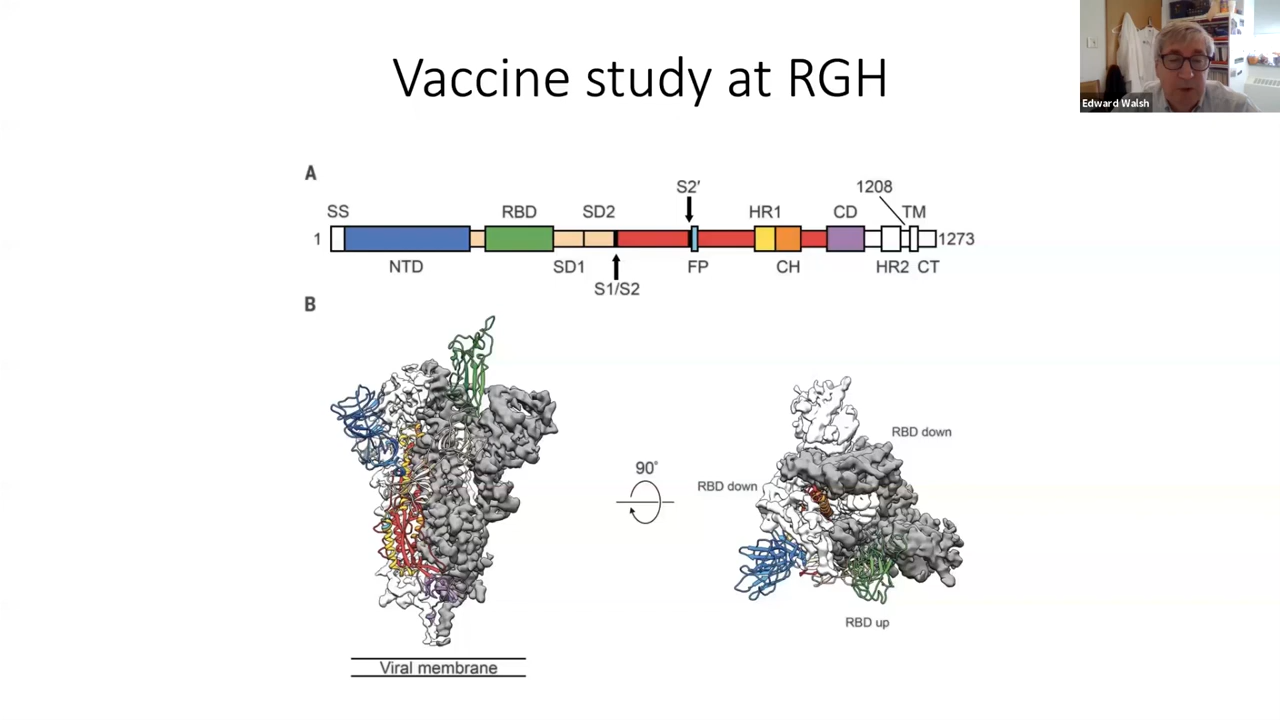 Vaccine study at RGH
Edward Walsh
A
S2′
1208
SS
RBD
SD2
HR1
CD
TM
1
1273
NTD
SD1
FP
CH
HR2
CT
S1/S2
B
RBD down
90°
RBD down
RBD up
Viral membrane